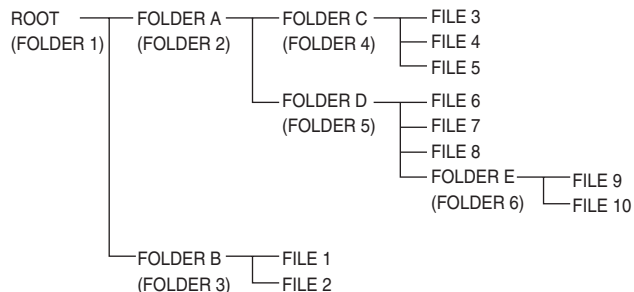 ROOT FOLDER A FOLDER C FILE 3
(FOLDER 1) (FOLDER 2) (FOLDER 4) FILE 4
FILE 5
FOLDER D FILE 6
(FOLDER 5) FILE 7
FILE 8
FOLDER E FILE 9
(FOLDER 6) FILE 10
FOLDER B FILE 1
(FOLDER 3) FILE 2